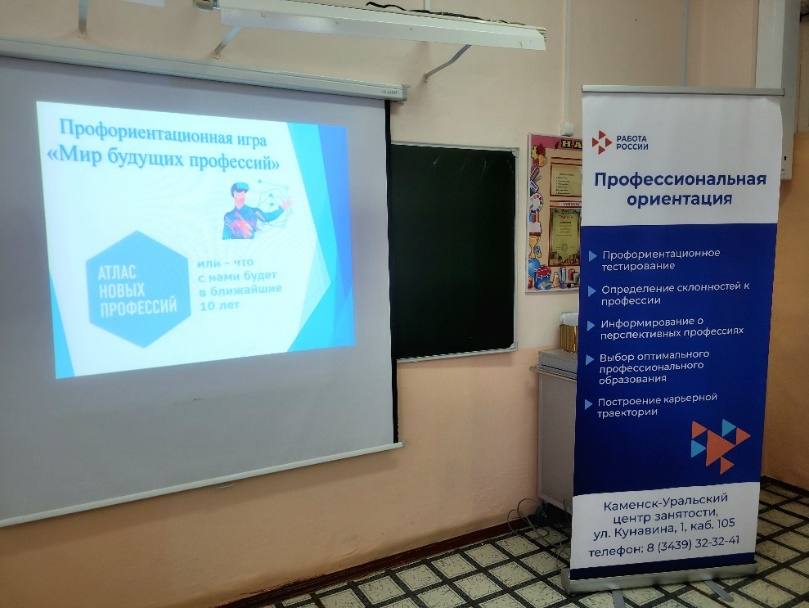 Профориентационная игра
«Мир будущих профессий»
АТЛАС
НОВЫХ
ПРОФЕССИЙ
или - что
с нами будет
в ближайшие
10 лет
НА
РАБОТА
РОССИИ
Профессиональная
ориентация
Профориентационное
тестирование
Определение склонностей к
профессии
Информирование о
перспективных профессиях
Выбор оптимального
профессионального
образования
Построение карьерной
траектории
Каменск-Уральский
центр занятости,
ул. Кунавина, 1, каб. 105
телефон: 8 (3439) 32-32-41